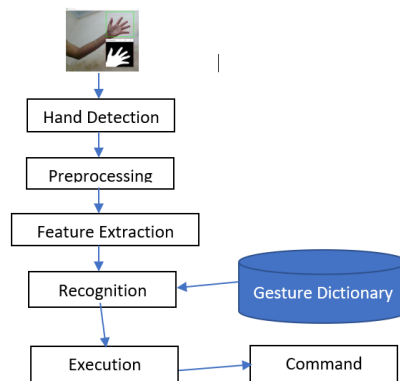 Hand Detection
Preprocessing
Feature Extraction
Recognition
Gesture Dictionary
Execution
Command